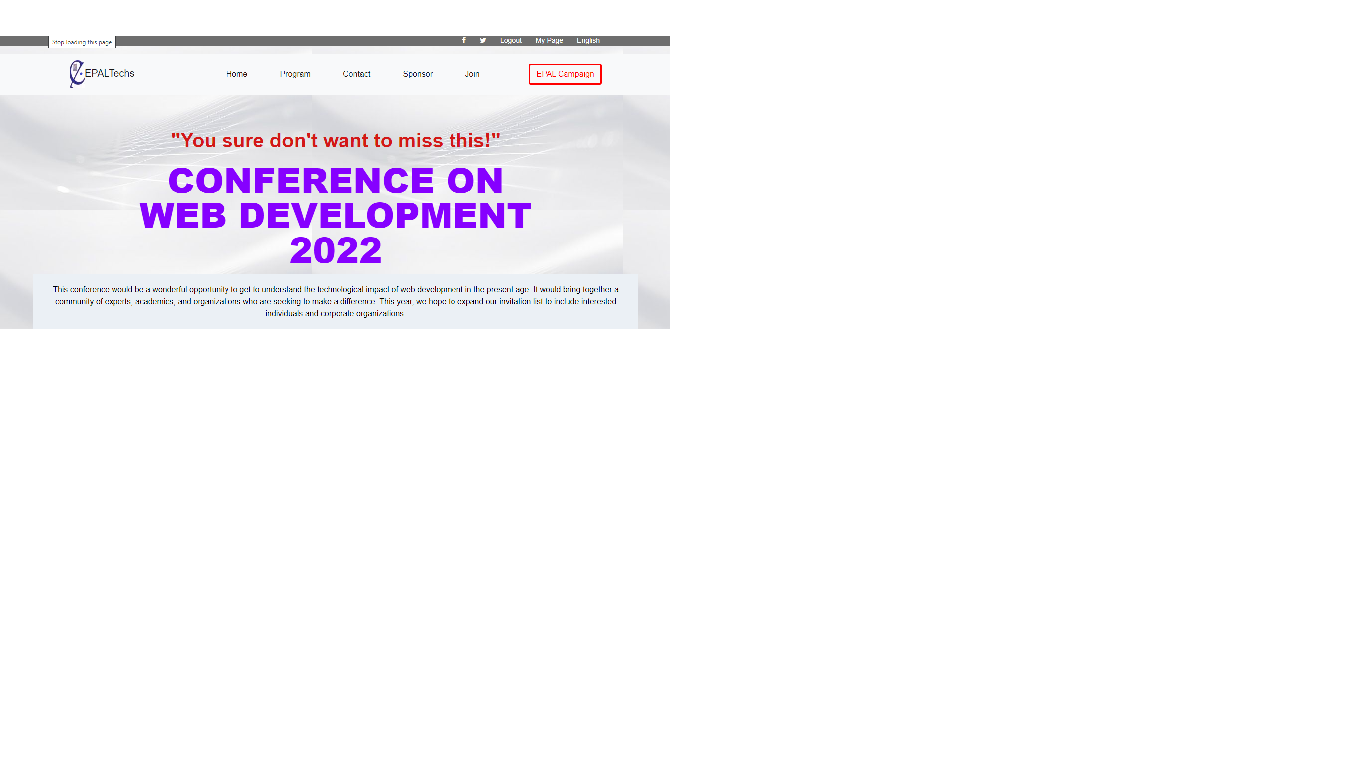 Stop loading this page
Logout My Page English
EPALTechs
Home Program Contact Sponsor Join EPAL Campaign
"You sure don't want to miss this!"
CONFERENCE ON
WEB DEVELOPMENT
2022
This conference would be a wonderful opportunity to get to understand the technological impact of web development in the present age. It would bring together a
community of experts, academics, and organizations who are seeking to make a difference. This year, we hope to expand our invitation list to include interested
individuals and corporate organizations.